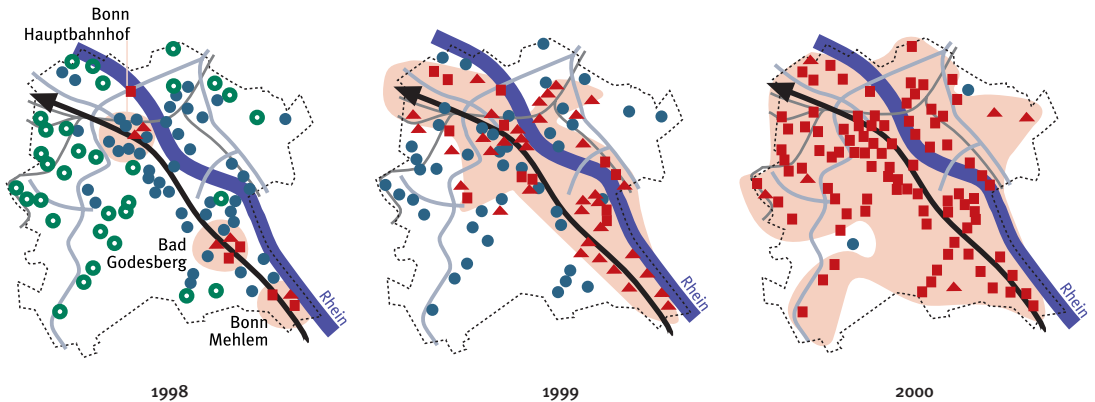 Bonn
Hauptbahnhof
Bad
Godesberg
Bonn
Mehlem
Rhein
Rhein
Rhein
1998
1999
2000